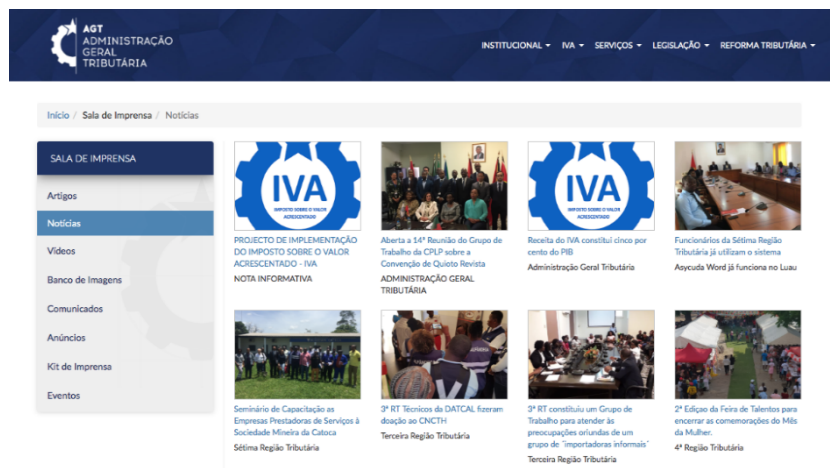 AGT
ADMINISTRAÇÃO
GERAL
TRIBUTÁRIA
INSTITUCIONAL IVA SERVIÇOS LEGISLAÇÃO REFORMA TRIBUTÁRIA
Início / Sala de Imprensa / Notícias
SALA DE IMPRENSA
Artigos
Notícias
Vídeos
Banco de Imagens
Comunicados
Anúncios
Kit de Imprensa
Eventos
IVA
IMPOSTO SOBRE O VALOR
ACRESCENTADO
PROJECTO DE IMPLEMENTAÇÃO
DO IMPOSTO SOBRE O VALOR
ACRESCENTADO - IVA
NOTA INFORMATIVA
Aberta a 14ª Reunião do Grupo de
Trabalho da CPLP sobre a
Convenção de Quioto Revista
ADMINISTRAÇÃO GERAL
TRIBUTÁRIA
IVA
IMPOSTO SOBRE O VALOR
ACRESCENTADO
Receita do IVA constitui cinco por
cento do PIB
Administração Geral Tributária
Funcionários da Sétima Região
Tributária já utilizam o sistema
Asycuda Word já funciona no Luau
Seminário de Capacitação as
Empresas Prestadoras de Serviços à
Sociedade Mineira da Catoca
Sétima Região Tributária
3ª RT Técnicos da DATCAL fizeram
doação ao CNCTH
Terceira Região Tributária
3ª RT constituiu um Grupo de
Trabalho para atender às
preocupações oriundas de um
grupo de ´importadoras informais´
Terceira Região Tributária
2ª Ediçao da Feira de Talentos para
encerrar as comemorações do Mês
da Mulher.
4ª Região Tributária